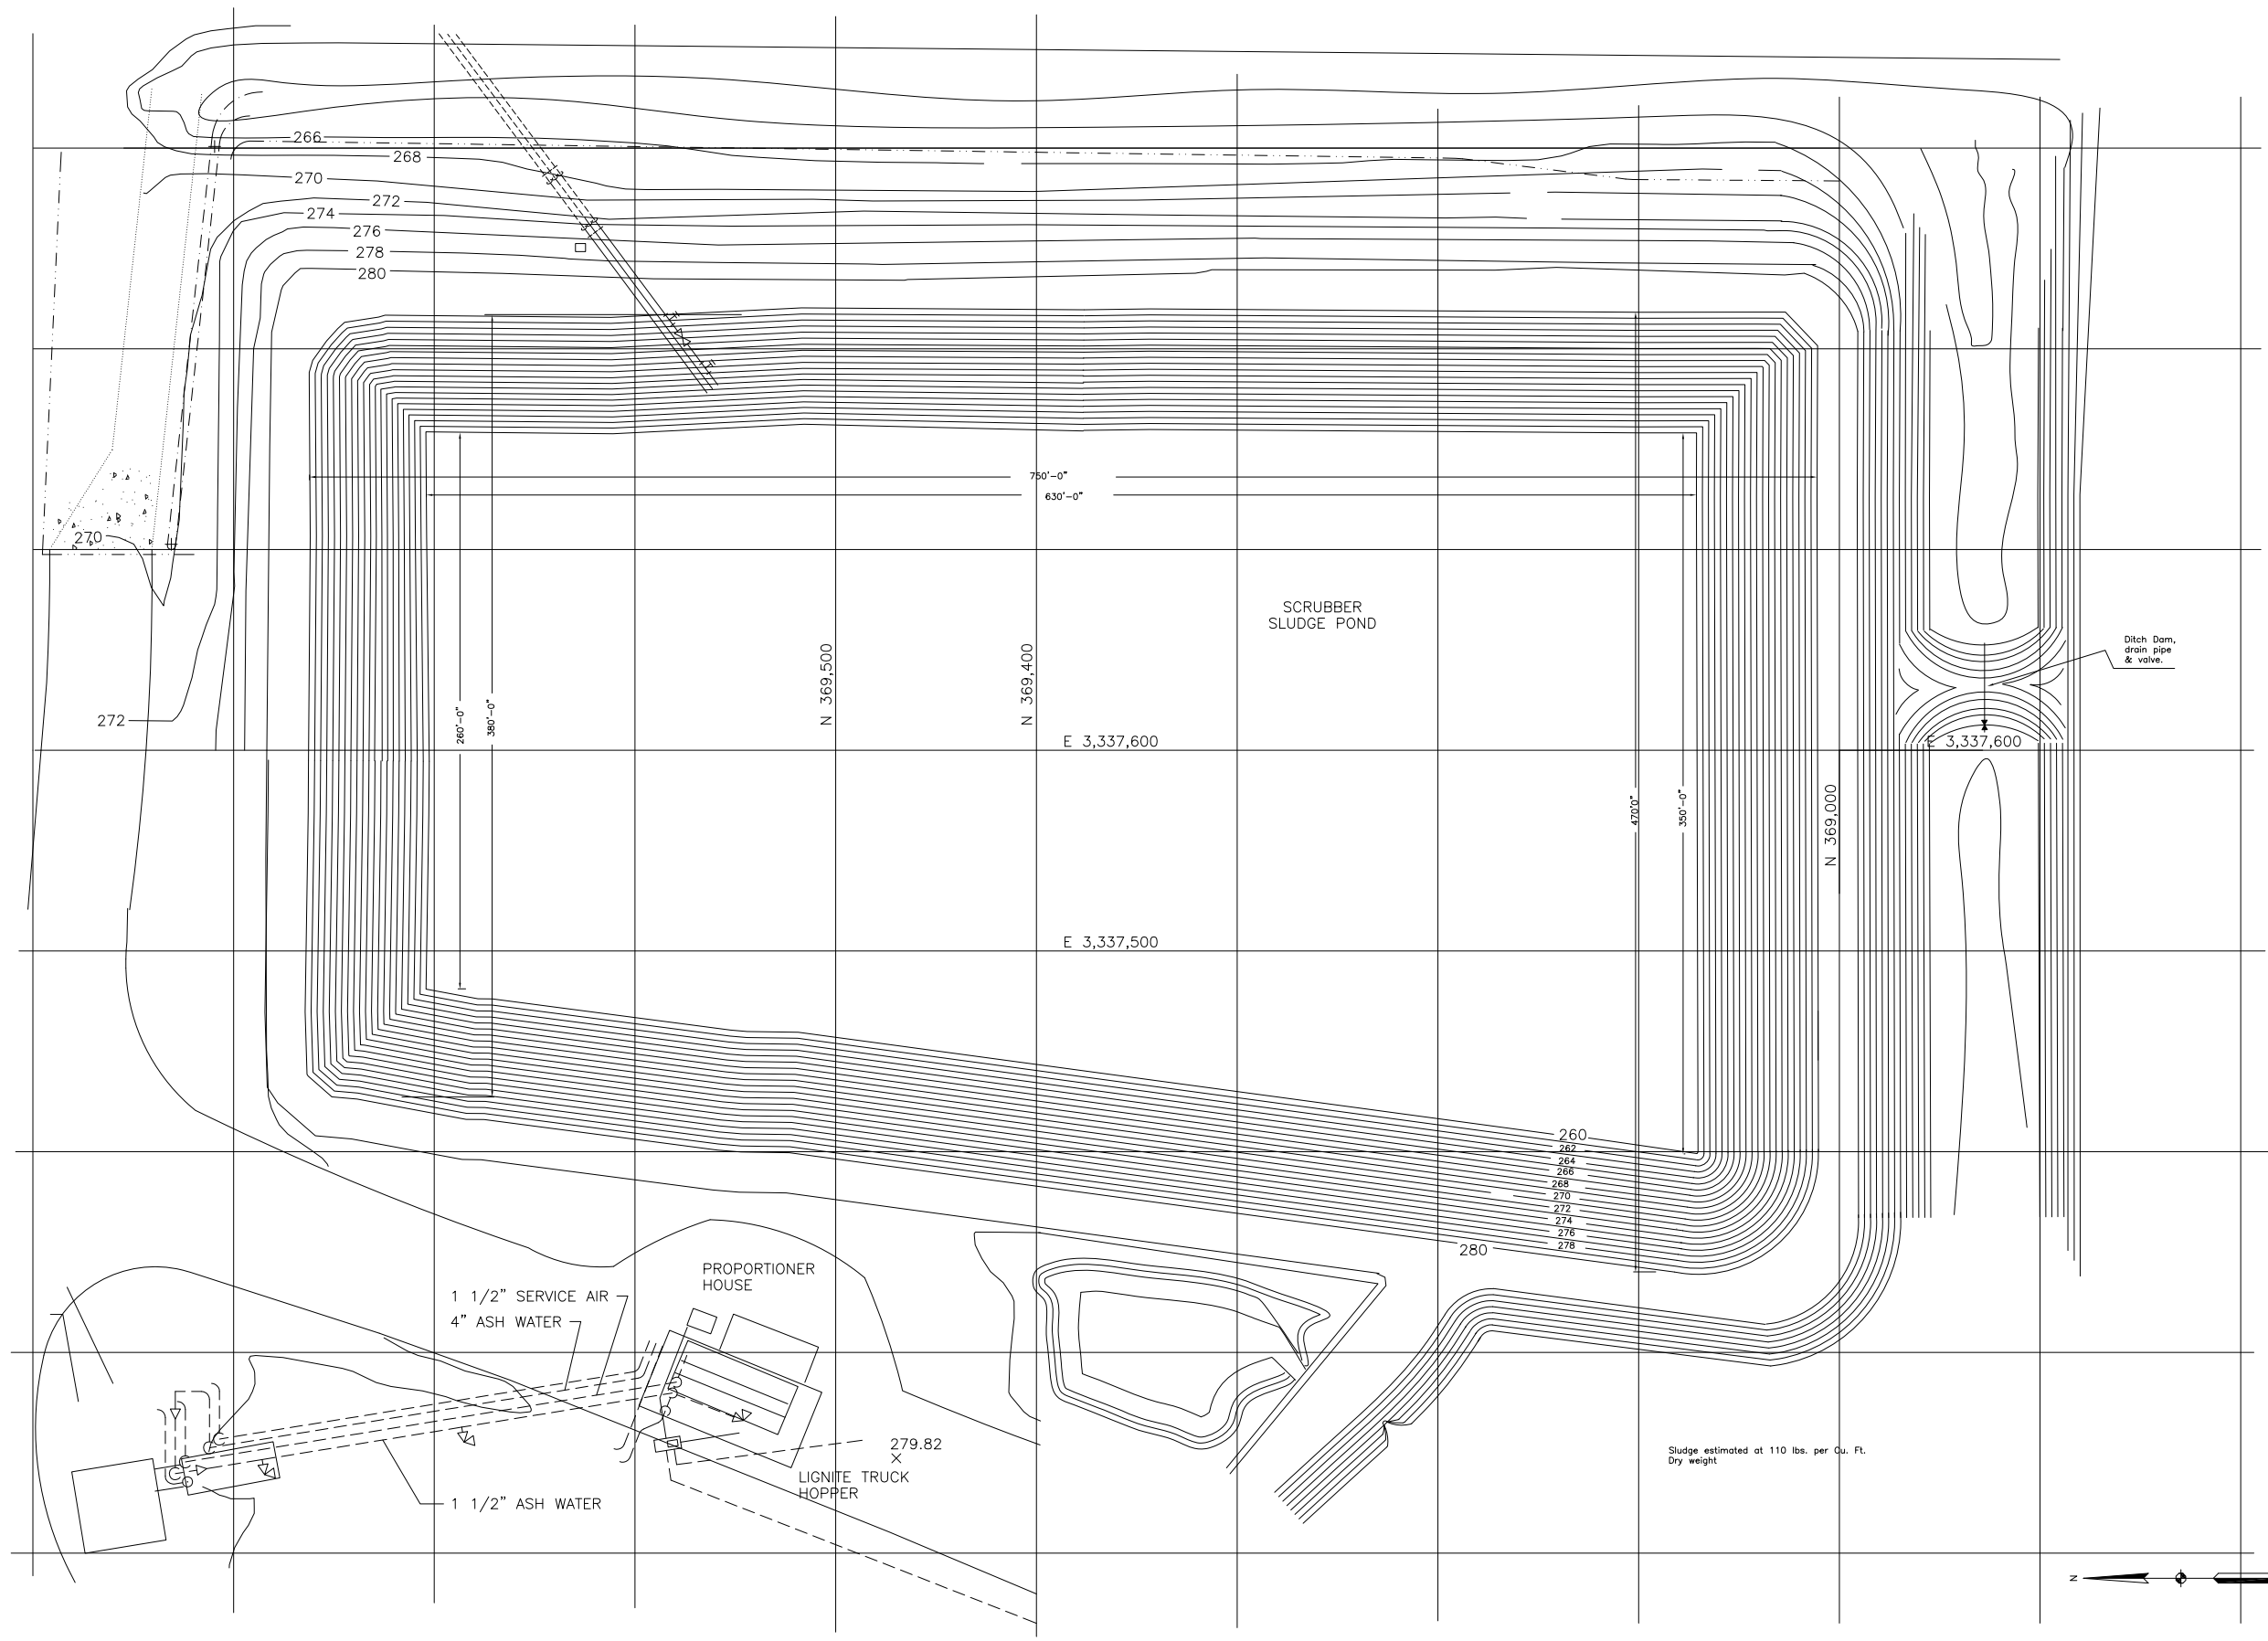 266
268
270
272
274
276
278
280
750'-0"
630'-0"
270
SCRUBBER
SLUDGE POND
N 369,500
N 369,400
Ditch Dam,
drain pipe
& valve.
272
260'-0"
380'-0"
E 3,337,600
E 3,337,600
470'0"
350'-0"
N 369,000
E 3,337,500
260
262
264
266
268
270
272
274
276
278
280
PROPORTIONER
HOUSE
1 1/2" SERVICE AIR
4" ASH WATER
279.82
LIGNITE TRUCK
HOPPER
1 1/2" ASH WATER
Sludge estimated at 110 lbs. per Cu. Ft.
Dry weight
N